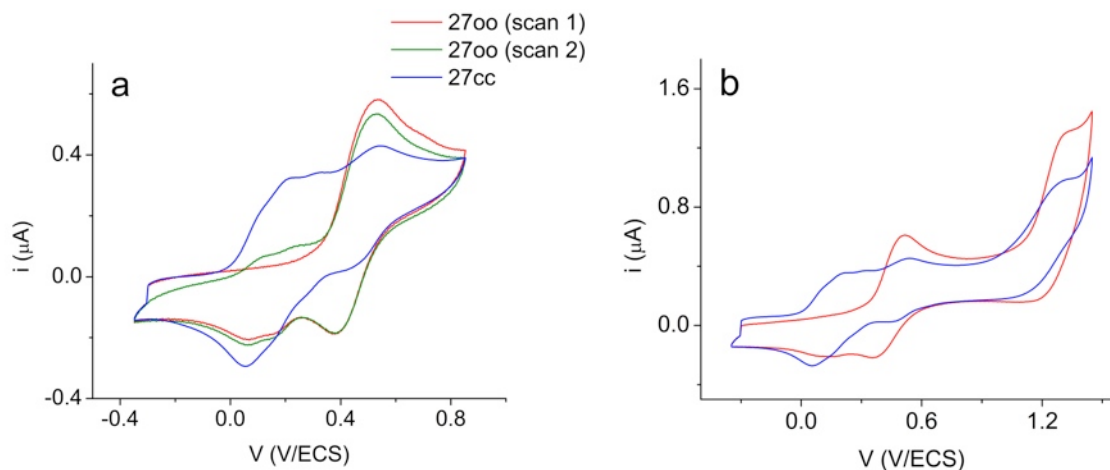 27oo (scan 1)
27oo (scan 2)
27cc
a
0.4
0.0
-0.4
i (μA)
-0.4 0.0 0.4 0.8
V (V/ECS)
b
1.6
0.8
0.0
i (μA)
0.0 0.6 1.2
V (V/ECS)